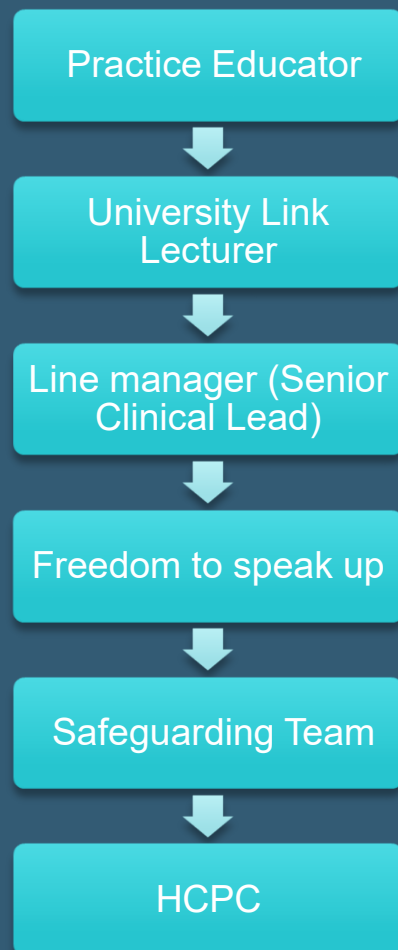 Practice Educator
University Link
Lecturer
Line manager (Senior
Clinical Lead)
Freedom to speak up
Safeguarding Team
HCPC